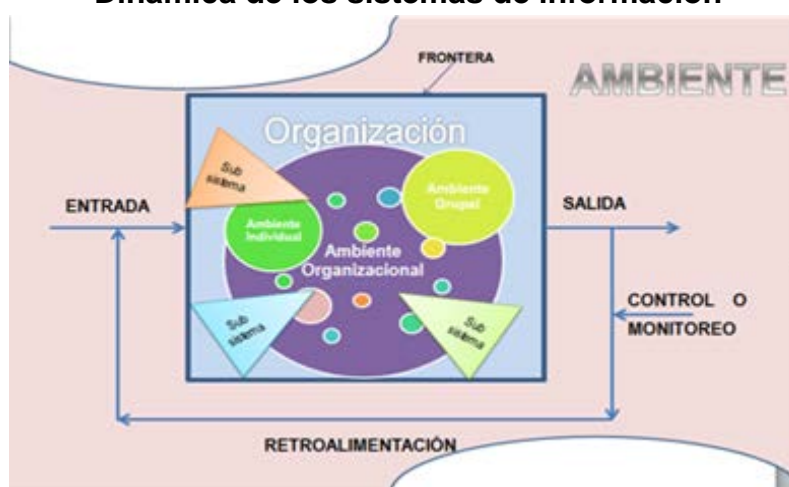 Dinámica de los sistemas de información
FRONTERA
AMBIENTE
Organización
Sub
sistema
ENTRADA
Ambiente
Individual
Ambiente
Grupal
SALIDA
Ambiente
Organizacional
Sub
sistema
Sub
sistema
CONTROL O
MONITOREO
RETROALIMENTACIÓN